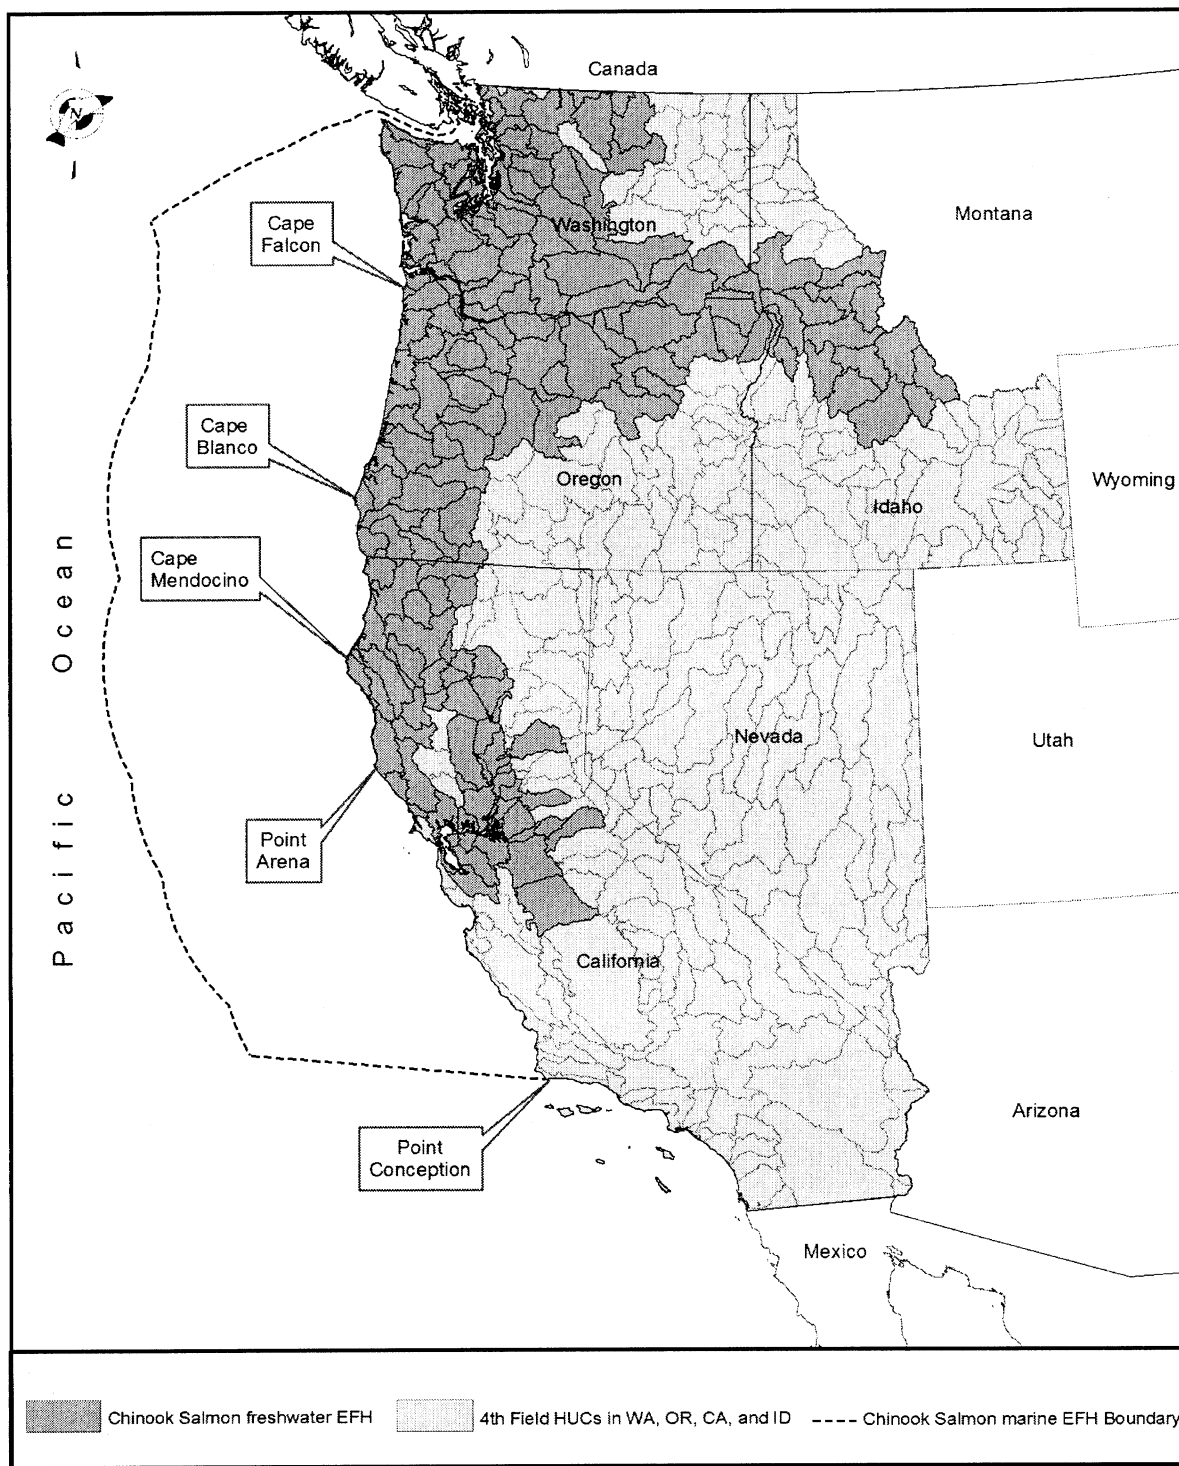 Canada
N
Montana
Cape
Falcon
Washington
Cape
Blanco
Oregon
Idaho
Wyoming
Cape
Mendocino
Pacific Ocean
Nevada
Utah
Point
Arena
California
Arizona
Point
Conception
Mexico
Chinook Salmon freshwater EFH
4th Field HUCs in WA, OR, CA, and ID
Chinook Salmon marine EFH Boundary